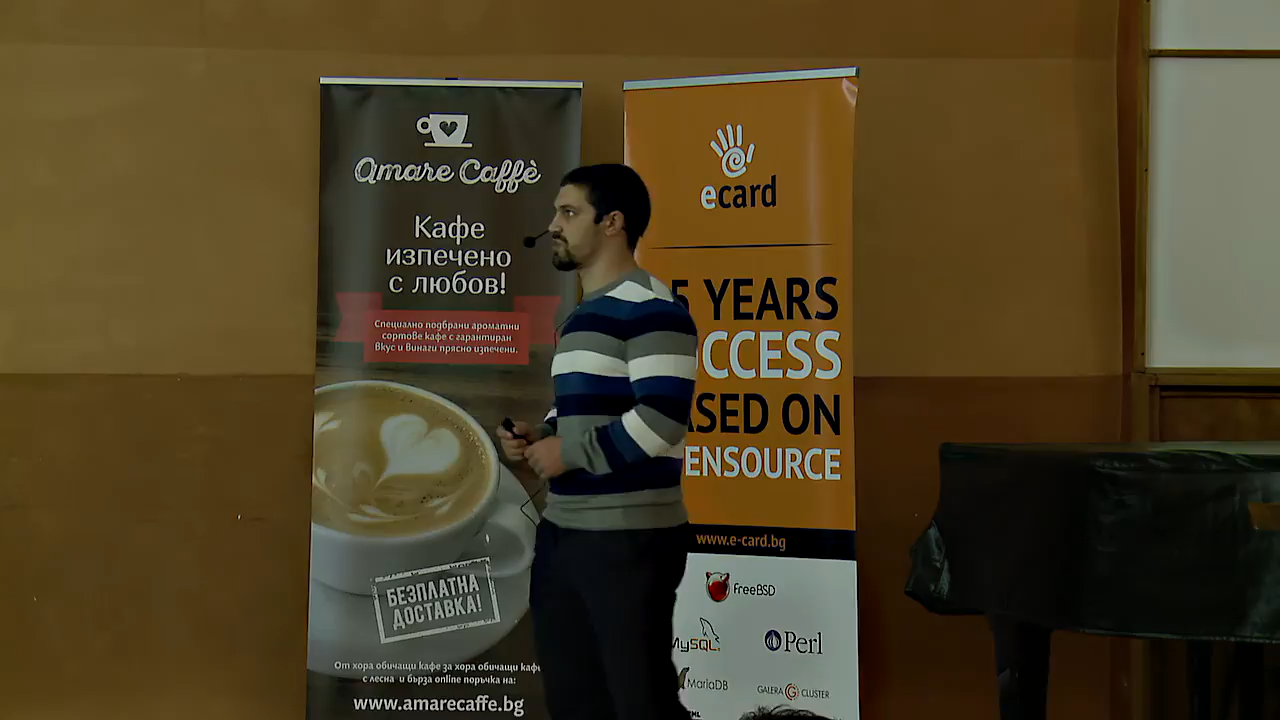 Amare Caffè
Кафе
изпечено
с любов!
Специално подбрани ароматни
сортове кафе с гарантиран
вкус и винаги прясно изпечени.
БЕЗПЛАТНА
ДОСТАВКА!
От хора обичащи кафе за хора обичащи кафе
с лесна и бърза online поръчка на:
www.amarecaffe.bg
ecard
5 YEARS
CCESS
ASED ON
ENSOURCE
www.e-card.bg
FreeBSD
MySQL
Perl
MariaDB
GALERA CLUSTER